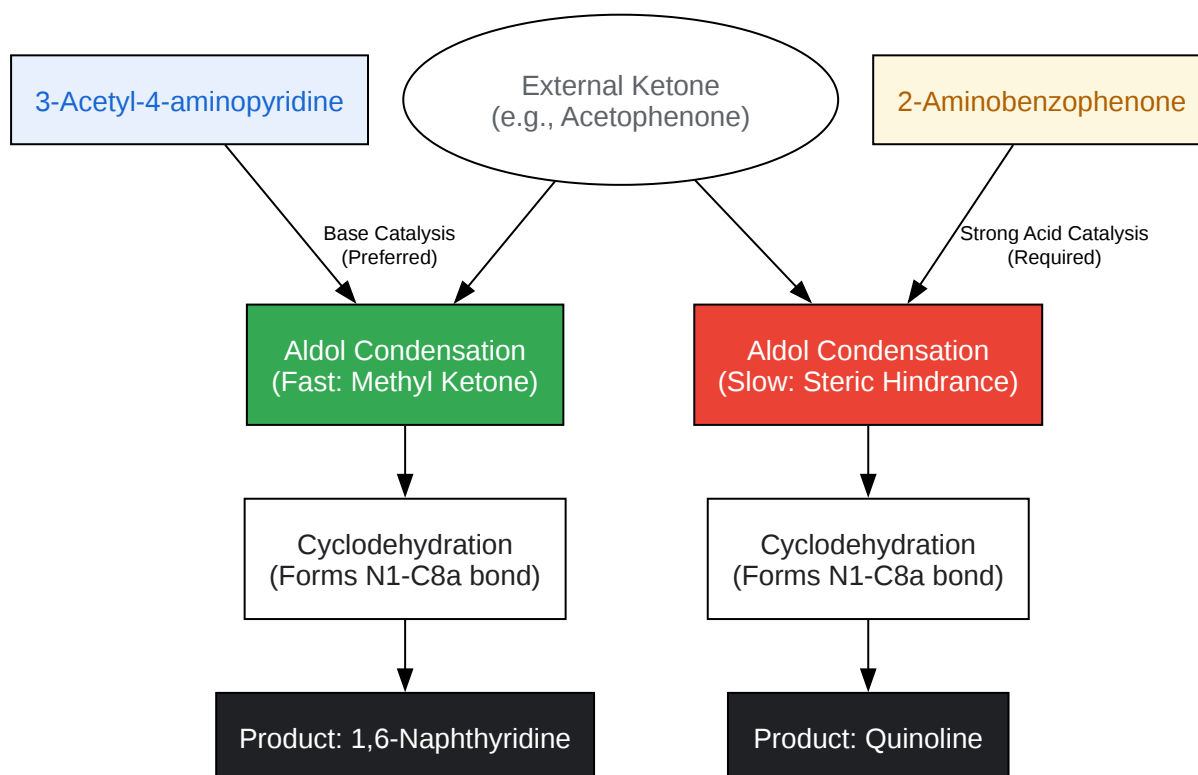 3-Acetyl-4-aminopyridine
External Ketone
(e.g., Acetophenone)
2-Aminobenzophenone
Base Catalysis
(Preferred)
Strong Acid Catalysis
(Required)
Aldol Condensation
(Fast: Methyl Ketone)
Aldol Condensation
(Slow: Steric Hindrance)
Cyclodehydration
(Forms N1-C8a bond)
Cyclodehydration
(Forms N1-C8a bond)
Product: 1,6-Naphthyridine
Product: Quinoline